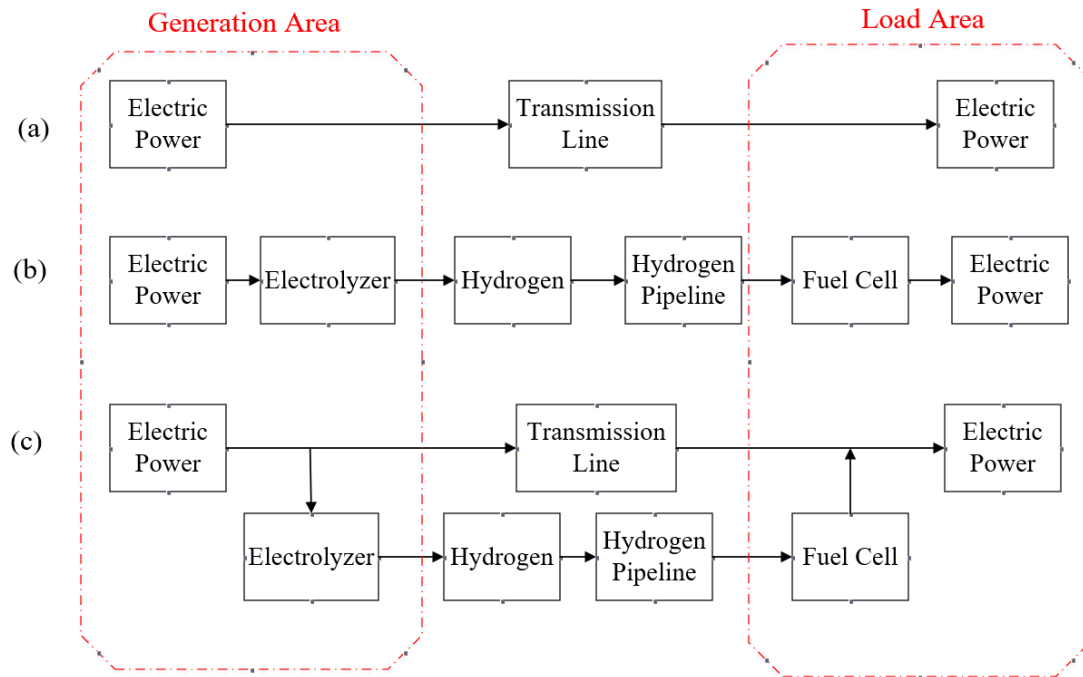 Generation Area
Load Area
(a)
Electric
Power
Transmission
Line
Electric
Power
(b)
Electric
Power
Electrolyzer
Hydrogen
Hydrogen
Pipeline
Fuel Cell
Electric
Power
(c)
Electric
Power
Transmission
Line
Electric
Power
Electrolyzer
Hydrogen
Hydrogen
Pipeline
Fuel Cell